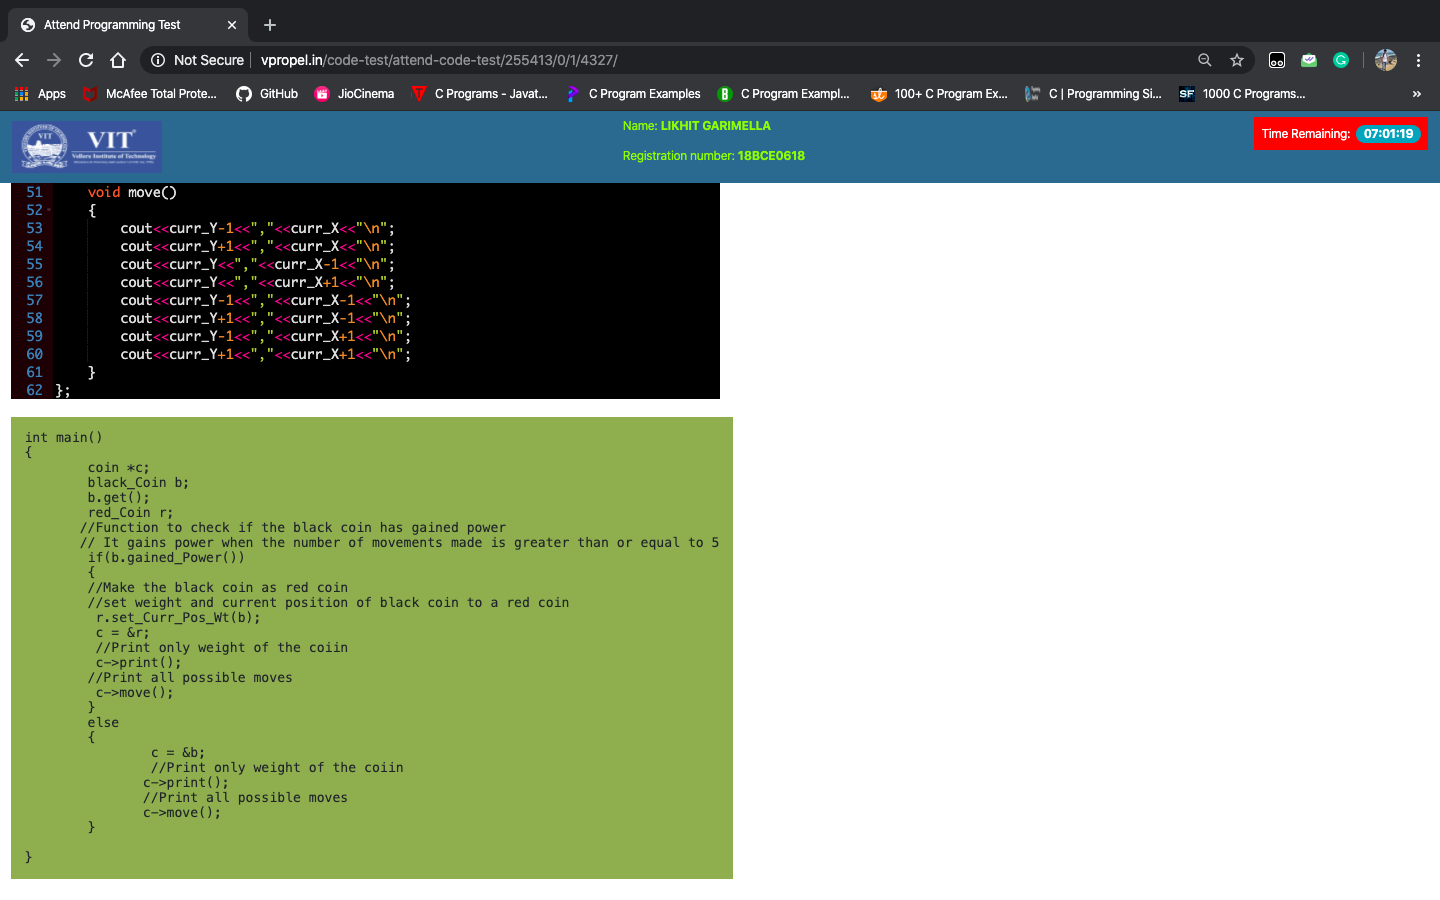 Attend Programming Test
Not Secure vpropel.in/code-test/attend-code-test/255413/0/1/4327/
Apps McAfee Total Prote... GitHub JioCinema C Programs - Javat... C Program Examples C Program Exampl... 100+ C Program Ex... C | Programming Si... SF 1000 C Programs... »
VIT
VIT
Vellore Institute of Technology
Name: LIKHIT GARIMELLA
Registration number: 18BCE0618
Time Remaining: 07:01:19
51 void move()
52 {
53 cout<<curr_Y-1<<","<<curr_X<<"\n";
54 cout<<curr_Y+1<<","<<curr_X<<"\n";
55 cout<<curr_Y<<","<<curr_X-1<<"\n";
56 cout<<curr_Y<<","<<curr_X+1<<"\n";
57 cout<<curr_Y-1<<","<<curr_X-1<<"\n";
58 cout<<curr_Y+1<<","<<curr_X-1<<"\n";
59 cout<<curr_Y-1<<","<<curr_X+1<<"\n";
60 cout<<curr_Y+1<<","<<curr_X+1<<"\n";
61 }
62 };
int main()
{
coin *c;
black_Coin b;
b.get();
red_Coin r;
//Function to check if the black coin has gained power
// It gains power when the number of movements made is greater than or equal to 5
if(b.gained_Power())
{
//Make the black coin as red coin
//set weight and current position of black coin to a red coin
r.set_Curr_Pos_Wt(b);
c = &r;
//Print only weight of the coiin
c->print();
//Print all possible moves
c->move();
}
else
{
c = &b;
//Print only weight of the coiin
c->print();
//Print all possible moves
c->move();
}
}